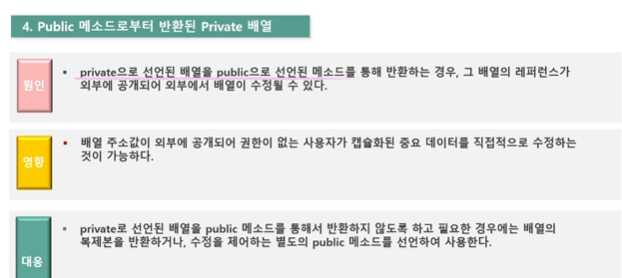 4. Public 메소드로부터 반환된 Private 배열
원인
▪ private으로 선언된 배열을 public으로 선언된 메소드를 통해 반환하는 경우, 그 배열의 레퍼런스가
외부에 공개되어 외부에서 배열이 수정될 수 있다.
영향
▪ 배열 주소값이 외부에 공개되어 권한이 없는 사용자가 캡슐화된 중요 데이터를 직접적으로 수정하는
것이 가능하다.
대응
▪ private로 선언된 배열을 public 메소드를 통해서 반환하지 않도록 하고 필요한 경우에는 배열의
복제본을 반환하거나, 수정을 제어하는 별도의 public 메소드를 선언하여 사용한다.